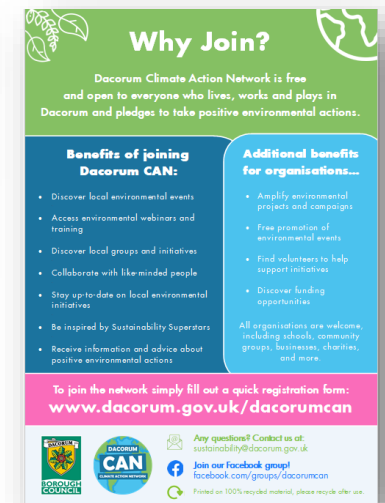 Why Join?
Dacorum Climate Action Network is free
and open to everyone who lives, works and plays in
Dacorum and pledges to take positive environmental actions.
Benefits of joining
Dacorum CAN:
• Discover local environmental events
• Access environmental webinars and
training
• Discover local groups and initiatives
• Collaborate with like-minded people
• Stay up-to-date on local environmental
initiatives
• Be inspired by Sustainability Superstars
• Receive information and advice about
positive environmental actions
Additional benefits
for organisations...
• Amplify environmental
projects and campaigns
• Free promotion of
environmental events
• Find volunteers to help
support initiatives
• Discover funding
opportunities
All organisations are welcome,
including schools, community
groups, businesses, charities,
and more.
To join the network simply fill out a quick registration form:
www.dacorum.gov.uk/dacorumcan
DACORUM
BOROUGH
COUNCIL
DACORUM
CAN
CLIMATE ACTION NETWORK
Any questions? Contact us at:
sustainability@dacorum.gov.uk
Join our Facebook group!
facebook.com/groups/dacorumcan
Printed on 100% recycled material, please recycle after use.